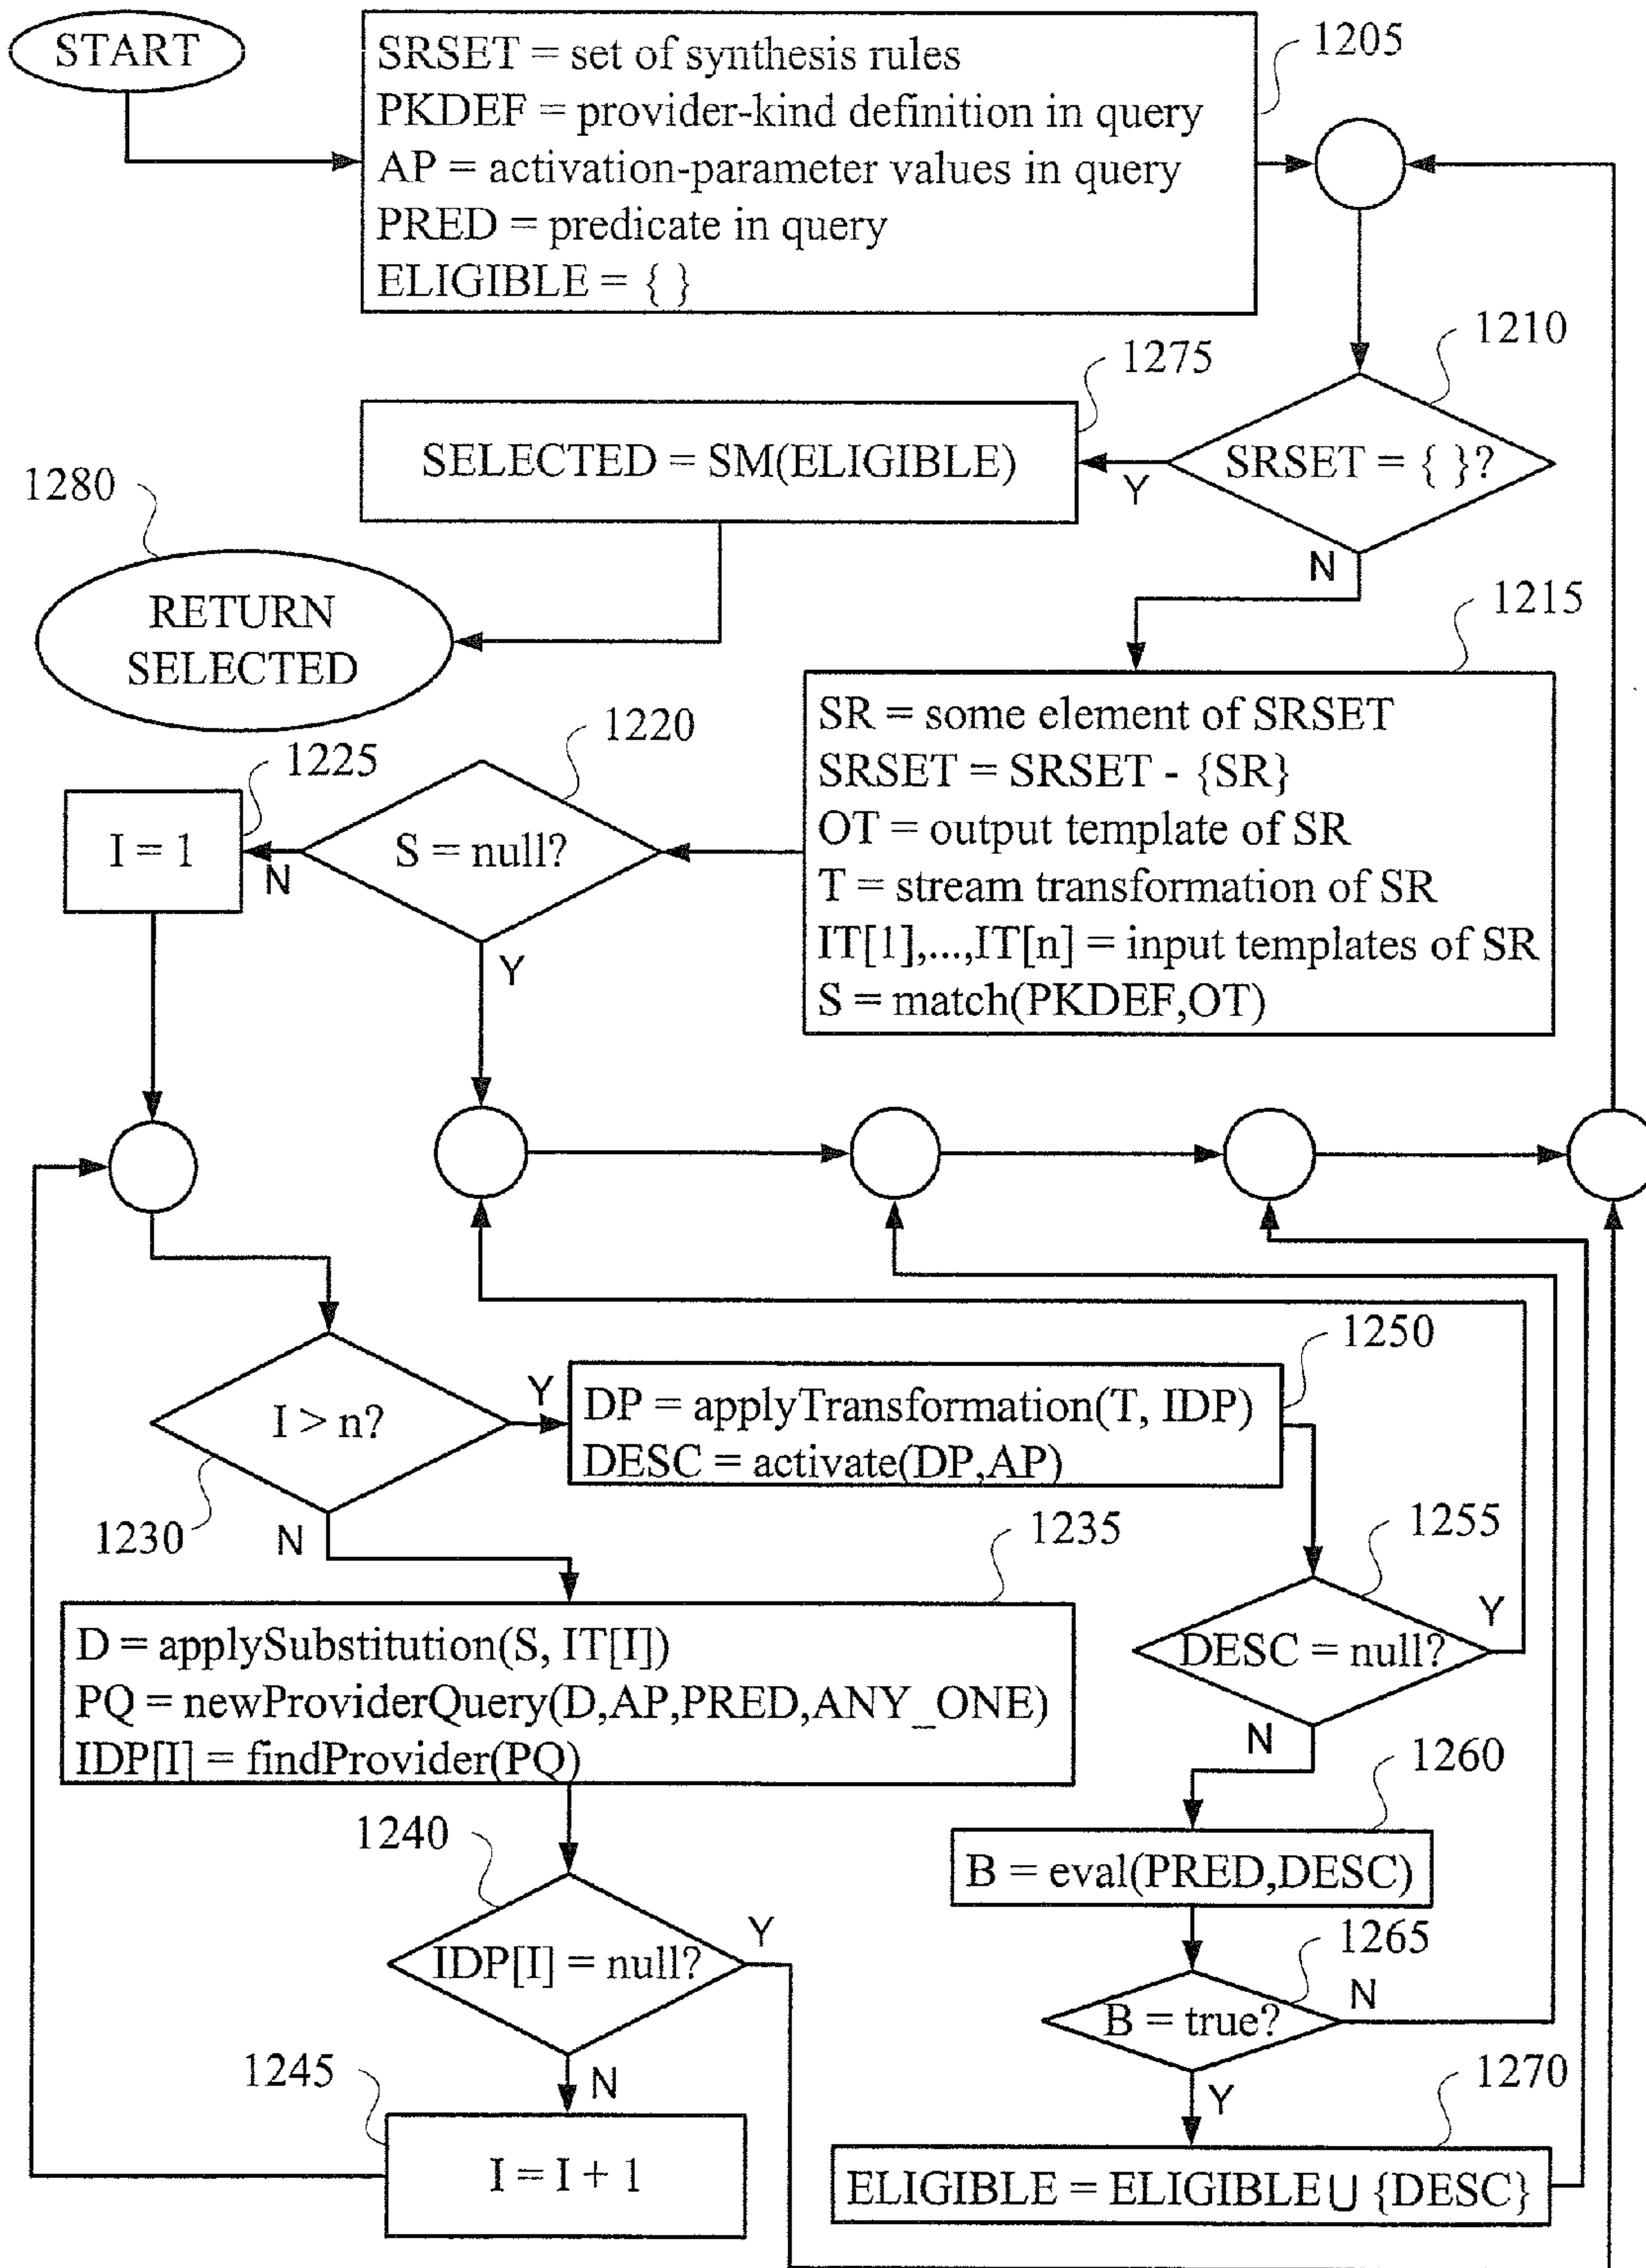 START
SRSET = set of synthesis rules
PKDEF = provider-kind definition in query
AP = activation-parameter values in query
PRED = predicate in query
ELIGIBLE = { }
1205
1210
SRSET = { }?
Y
N
1275
SELECTED = SM(ELIGIBLE)
1280
RETURN
SELECTED
1215
SR = some element of SRSET
SRSET = SRSET - {SR}
OT = output template of SR
T = stream transformation of SR
IT[1],...,IT[n] = input templates of SR
S = match(PKDEF,OT)
1220
S = null?
N
Y
1225
I = 1
I > n?
1230
Y
N
1250
DP = applyTransformation(T, IDP)
DESC = activate(DP,AP)
1235
D = applySubstitution(S, IT[I])
PQ = newProviderQuery(D,AP,PRED,ANY_ONE)
IDP[I] = findProvider(PQ)
1255
DESC = null?
Y
N
1240
IDP[I] = null?
Y
N
1260
B = eval(PRED,DESC)
1265
B = true?
N
Y
1245
I = I + 1
1270
ELIGIBLE = ELIGIBLE∪ {DESC}